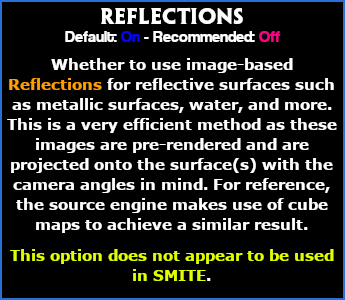 REFLECTIONS
Default: On - Recommended: Off
Whether to use image-based
Reflections for reflective surfaces such
as metallic surfaces, water, and more.
This is a very efficient method as these
images are pre-rendered and are
projected onto the surface(s) with the
camera angles in mind. For reference,
the source engine makes use of cube
maps to achieve a similar result.
This option does not appear to be used
in SMITE.